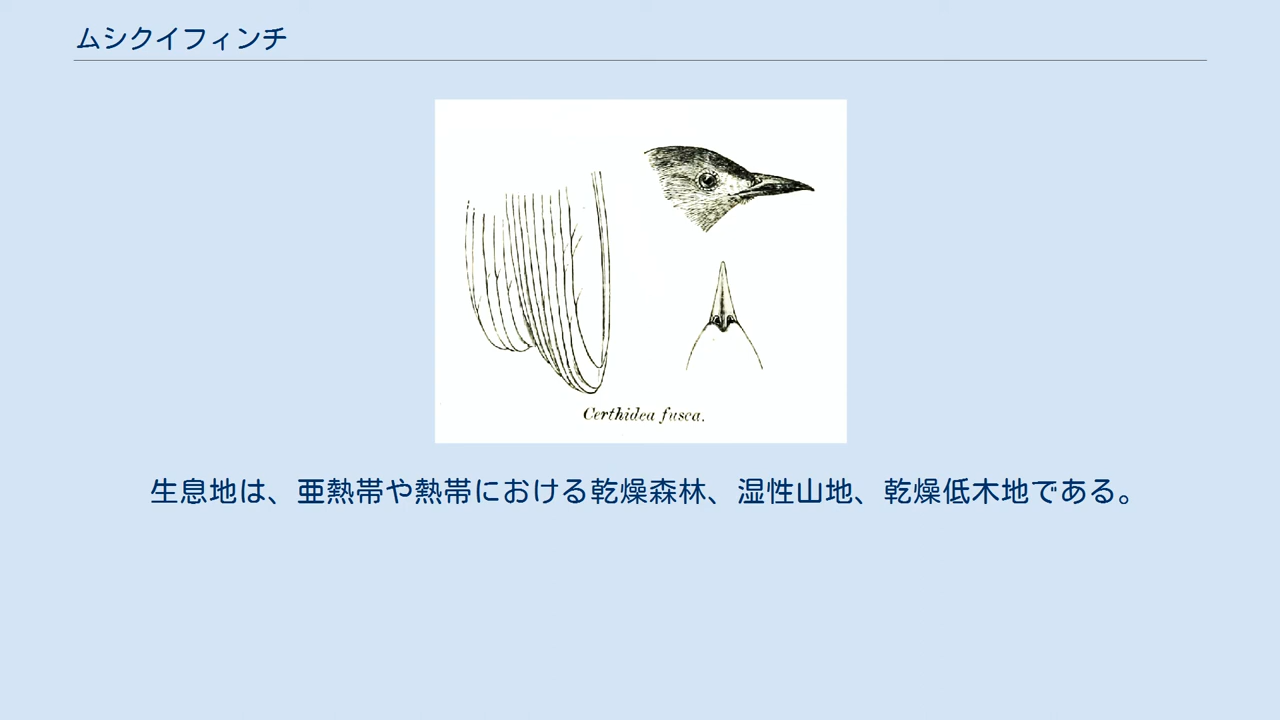 ムシクイフィンチ
Certhidea fusca.
生息地は、亜熱帯や熱帯における乾燥森林、湿性山地、乾燥低木地である。